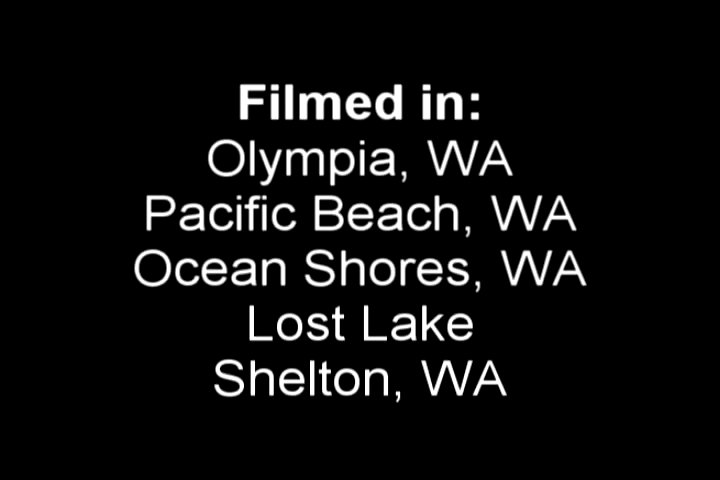 Filmed in:
Olympia, WA
Pacific Beach, WA
Ocean Shores, WA
Lost Lake
Shelton, WA